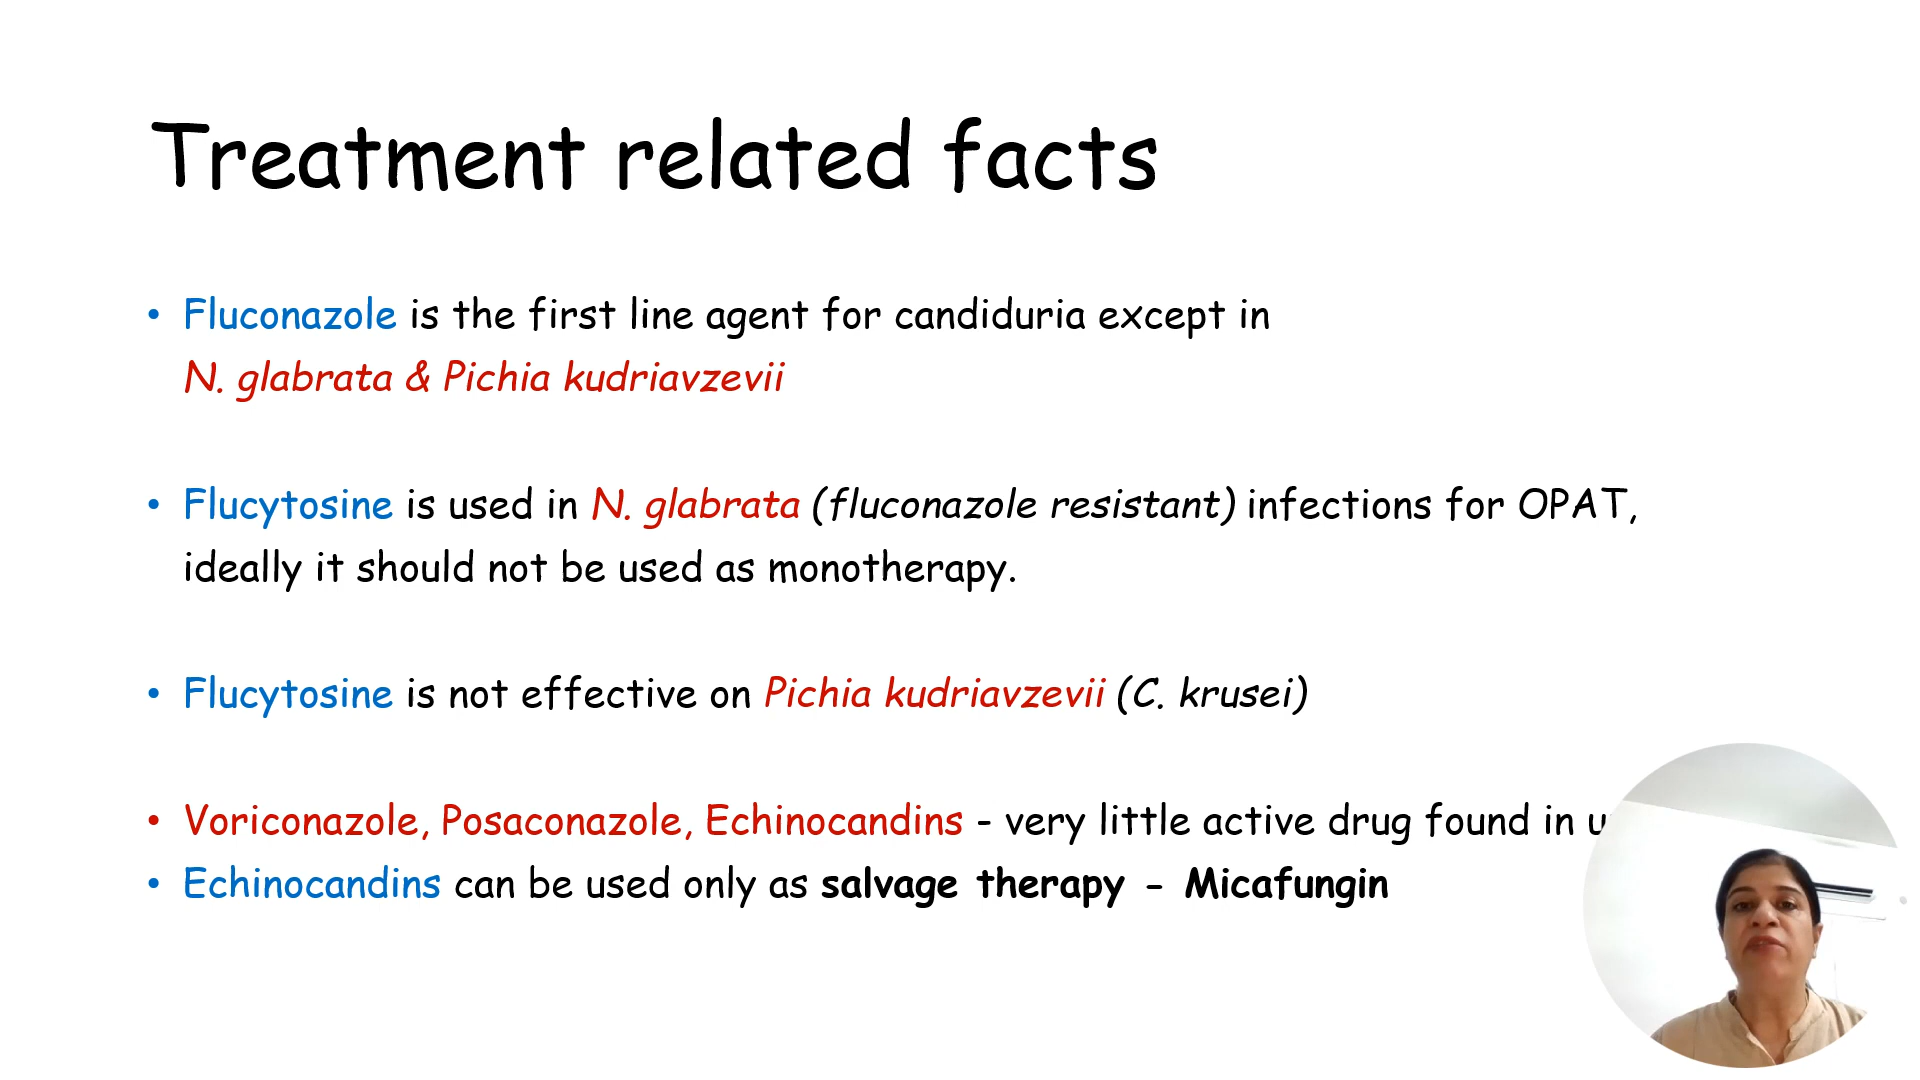 Treatment related facts
• Fluconazole is the first line agent for candiduria except in
N. glabrata & Pichia kudriavzevii
• Flucytosine is used in N. glabrata (fluconazole resistant) infections for OPAT,
ideally it should not be used as monotherapy.
• Flucytosine is not effective on Pichia kudriavzevii (C. krusei)
• Voriconazole, Posaconazole, Echinocandins - very little active drug found in
• Echinocandins can be used only as salvage therapy - Micafungin